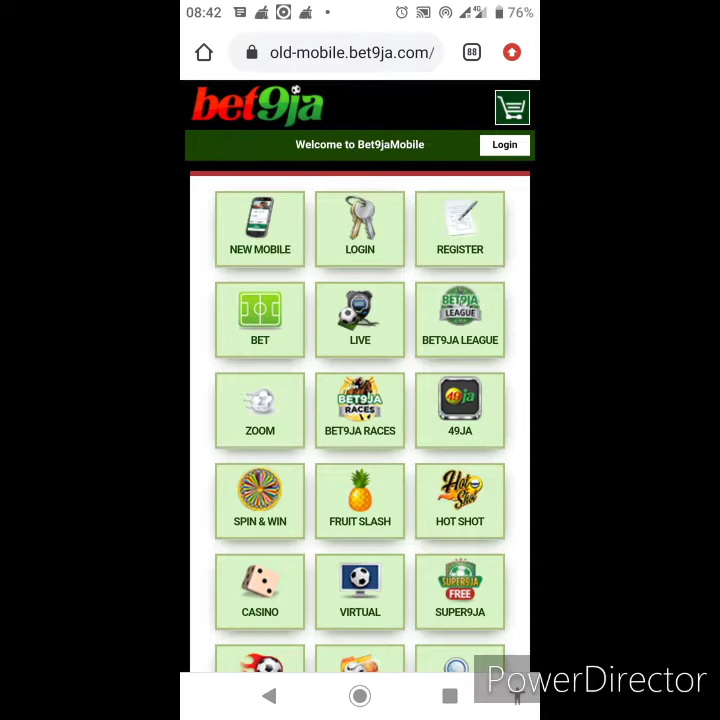 08:42
4G
76%
old-mobile.bet9ja.com/
88
bet9ja
Welcome to Bet9jaMobile
Login
NEW MOBILE
LOGIN
REGISTER
BET9JA LEAGUE
BET
LIVE
BET9JA LEAGUE
Z
BET9JA RACES
49ja
ZOOM
BET9JA RACES
49JA
Hot Shot
SPIN & WIN
FRUIT SLASH
HOT SHOT
SUPER9JA FREE
CASINO
VIRTUAL
SUPER9JA
PowerDirector